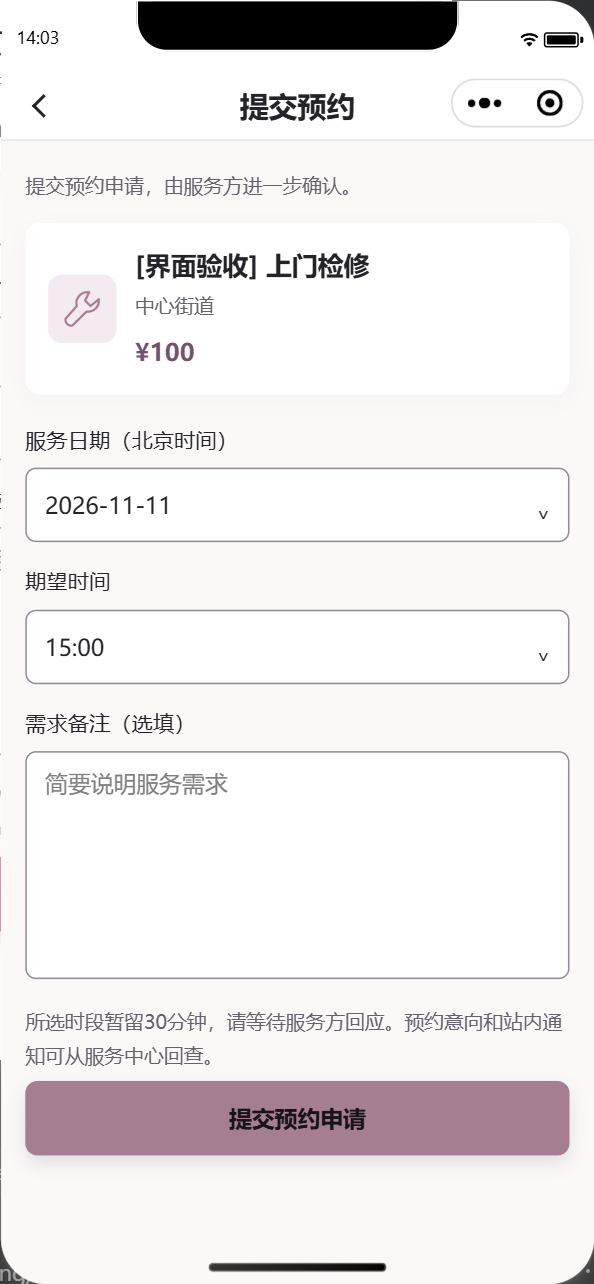 14:03
提交预约
提交预约申请，由服务方进一步确认。
[界面验收] 上门检修
中心街道
¥100
服务日期（北京时间）
2026-11-11
期望时间
15:00
需求备注（选填）
简要说明服务需求
所选时段暂留30分钟，请等待服务方回应。预约意向和站内通
知可从服务中心回查。
提交预约申请